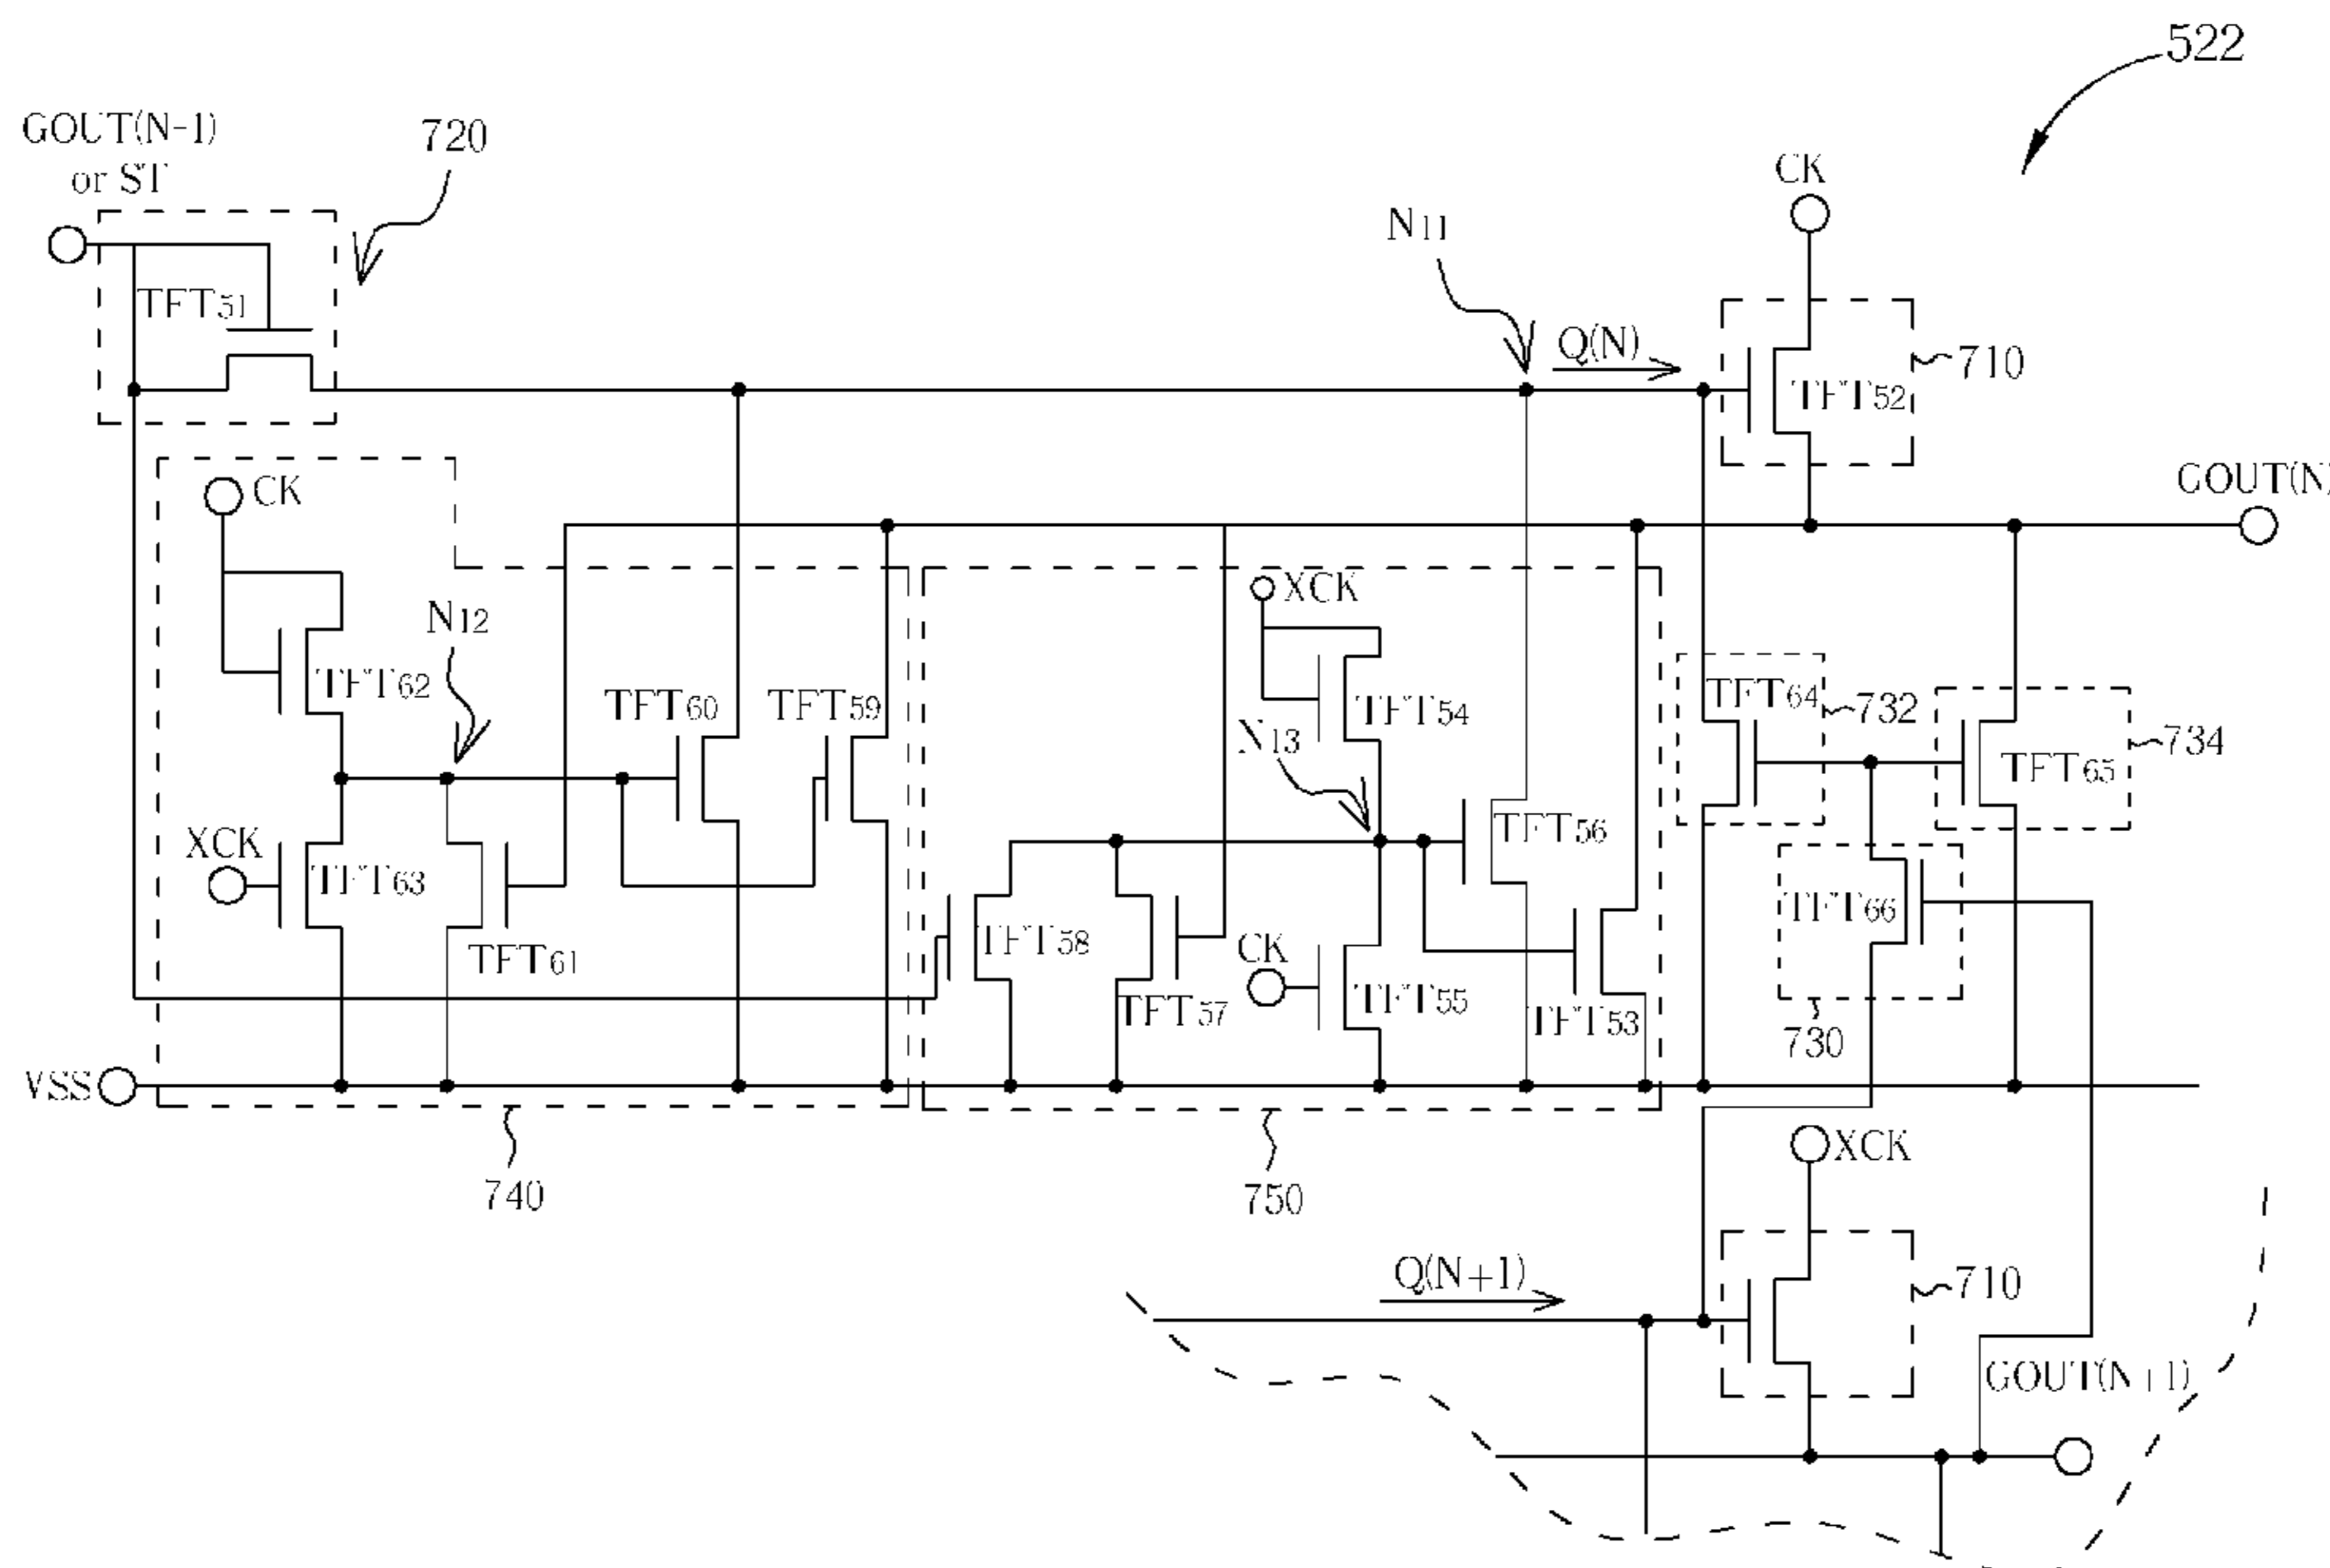 522
GOUT(N-1)
or ST
720
TFT51
N11
Q(N)
CK
TFT52
710
GOUT(N)
CK
N12
TFT62
TFT60
TFT59
XCK
TFT63
TFT61
XCK
TFT54
N13
TFT56
TFT58
TFT57
CK
TFT55
TFT53
TFT64
732
TFT65
734
TFT66
730
VSS
740
750
XCK
Q(N+1)
710
GOUT(N+1)